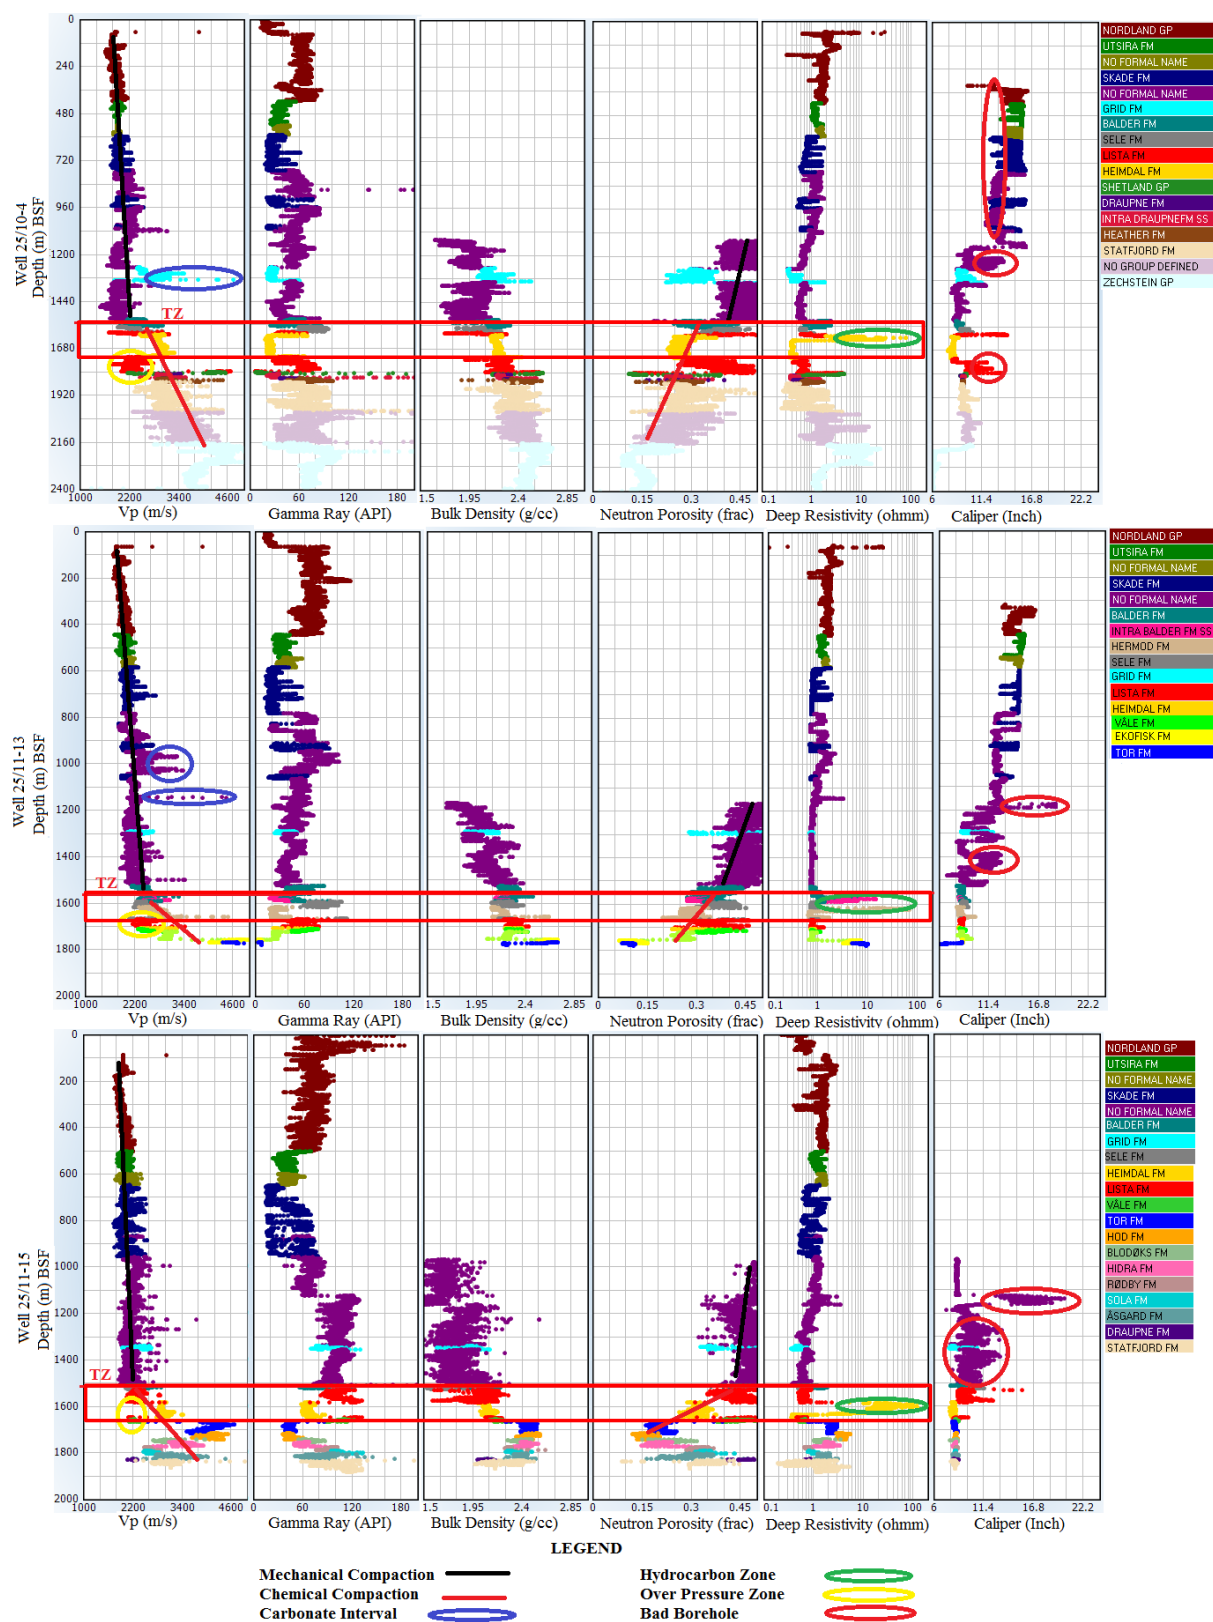 Well 25/10-4
Depth (m) BSF
0
240
480
720
960
1200
1440
1680
1920
2160
2400
TZ
1000 2200 3400 4600
Vp (m/s)
0 60 120 180
Gamma Ray (API)
1.5 1.95 2.4 2.85
Bulk Density (g/cc)
0 0.15 0.3 0.45
Neutron Porosity (frac)
0.1 1 10 100
Deep Resistivity (ohmm)
6 11.4 16.8 22.2
Caliper (Inch)
NORDLAND GP
UTSIRA FM
NO FORMAL NAME
SKADE FM
NO FORMAL NAME
GRID FM
BALDER FM
SELE FM
LISTA FM
HEIMDAL FM
SHETLAND GP
DRAUPNE FM
INTRA DRAUPNEFM SS
HEATHER FM
STATFJORD FM
NO GROUP DEFINED
ZECHSTEIN GP
Well 25/11-13
Depth (m) BSF
0
200
400
600
800
1000
1200
1400
1600
1800
2000
TZ
1000 2200 3400 4600
Vp (m/s)
0 60 120 180
Gamma Ray (API)
1.5 1.95 2.4 2.85
Bulk Density (g/cc)
0 0.15 0.3 0.45
Neutron Porosity (frac)
0.1 1 10 100
Deep Resistivity (ohmm)
6 11.4 16.8 22.2
Caliper (Inch)
NORDLAND GP
UTSIRA FM
NO FORMAL NAME
SKADE FM
NO FORMAL NAME
BALDER FM
INTRA BALDER FM SS
HERMOD FM
SELE FM
GRID FM
LISTA FM
HEIMDAL FM
VÅLE FM
EKOFISK FM
TOR FM
Well 25/11-15
Depth (m) BSF
0
200
400
600
800
1000
1200
1400
1600
1800
2000
TZ
1000 2200 3400 4600
Vp (m/s)
0 60 120 180
Gamma Ray (API)
1.5 1.95 2.4 2.85
Bulk Density (g/cc)
0 0.15 0.3 0.45
Neutron Porosity (frac)
0.1 1 10 100
Deep Resistivity (ohmm)
6 11.4 16.8 22.2
Caliper (Inch)
NORDLAND GP
UTSIRA FM
NO FORMAL NAME
SKADE FM
NO FORMAL NAME
BALDER FM
GRID FM
SELE FM
HEIMDAL FM
LISTA FM
VÅLE FM
TOR FM
HOD FM
BLODØKS FM
HIDRA FM
RØDBY FM
SOLA FM
ÅSGARD FM
DRAUPNE FM
STATFJORD FM
LEGEND
Mechanical Compaction
Chemical Compaction
Carbonate Interval
Hydrocarbon Zone
Over Pressure Zone
Bad Borehole